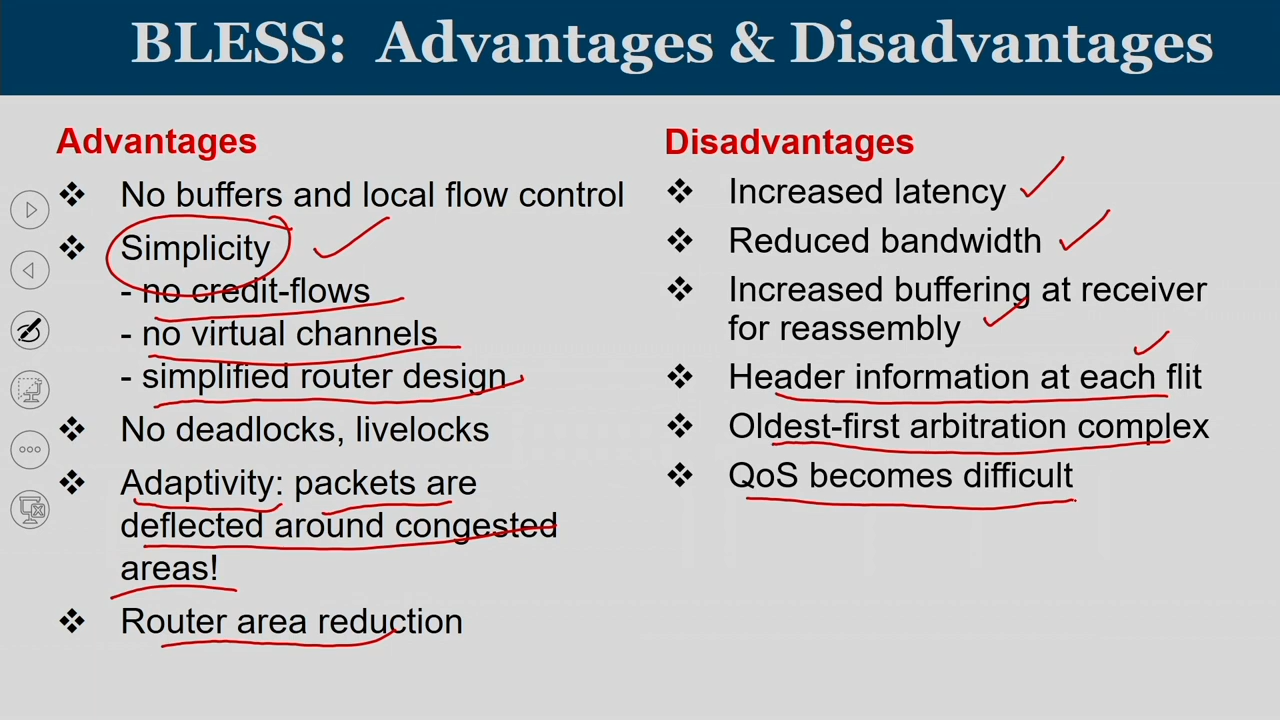 BLESS: Advantages & Disadvantages
Advantages
❖ No buffers and local flow control
❖ Simplicity
- no credit-flows
- no virtual channels
- simplified router design
❖ No deadlocks, livelocks
❖ Adaptivity: packets are
deflected around congested
areas!
❖ Router area reduction
Disadvantages
❖ Increased latency
❖ Reduced bandwidth
❖ Increased buffering at receiver
for reassembly
❖ Header information at each flit
❖ Oldest-first arbitration complex
❖ QoS becomes difficult